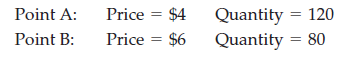 Point A: Price = $4 Quantity = 120
Point B: Price = $6 Quantity = 80